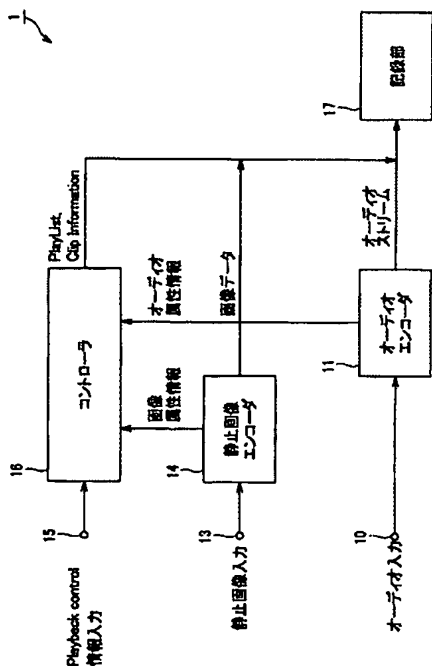 1
Playback control
情報入力
15
16
コントローラ
PlayList,
Clip Information
画像
属性情報
オーディオ
属性情報
静止画像入力
13
14
静止画像
エンコーダ
画像データ
オーディオ入力
10
11
オーディオ
エンコーダ
オーディオ
ストリーム
17
記録部